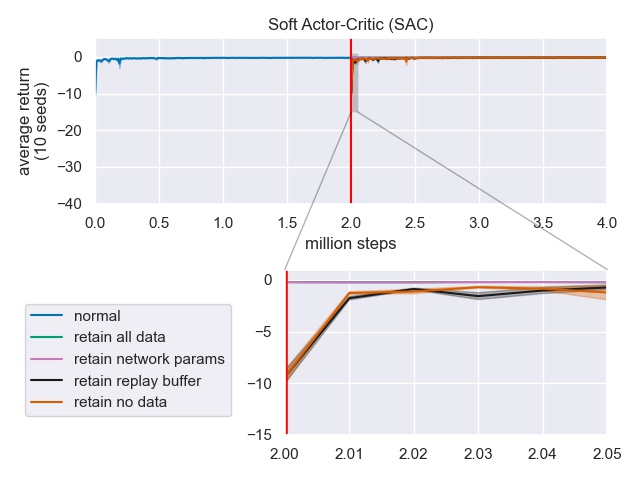 Soft Actor-Critic (SAC)
average return
(10 seeds)
0
−10
−20
−30
−40
0.0 0.5 1.0 1.5 2.0 2.5 3.0 3.5 4.0
million steps
normal
retain all data
retain network params
retain replay buffer
retain no data
0
−5
−10
−15
2.00 2.01 2.02 2.03 2.04 2.05